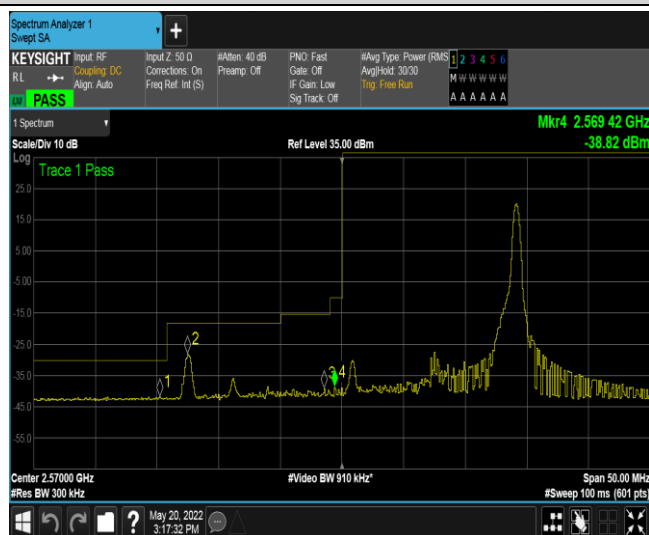 Spectrum Analyzer 1
Swept SA
+
KEYSIGHT Input: RF Input Z: 50 Ω #Atten: 40 dB PNO: Fast #Avg Type: Power (RMS 1 2 3 4 5 6
RL Coupling: DC Corrections: On Preamp: Off Gate: Off Avg|Hold: 30/30 M W W W W W
Align: Auto Freq Ref: Int (S) IF Gain: Low Trig: Free Run
PASS Sig Track: Off A A A A A A
1 Spectrum Mkr4 2.569 42 GHz
Scale/Div 10 dB Ref Level 35.00 dBm -38.82 dBm
Log
Trace 1 Pass
25.0
15.0
5.00
-5.00
-15.0
-25.0
2
-35.0
1 3 4
-45.0
-55.0
Center 2.57000 GHz #Video BW 910 kHz* Span 50.00 MHz
#Res BW 300 kHz #Sweep 100 ms (601 pts)
? May 20, 2022
3:17:32 PM